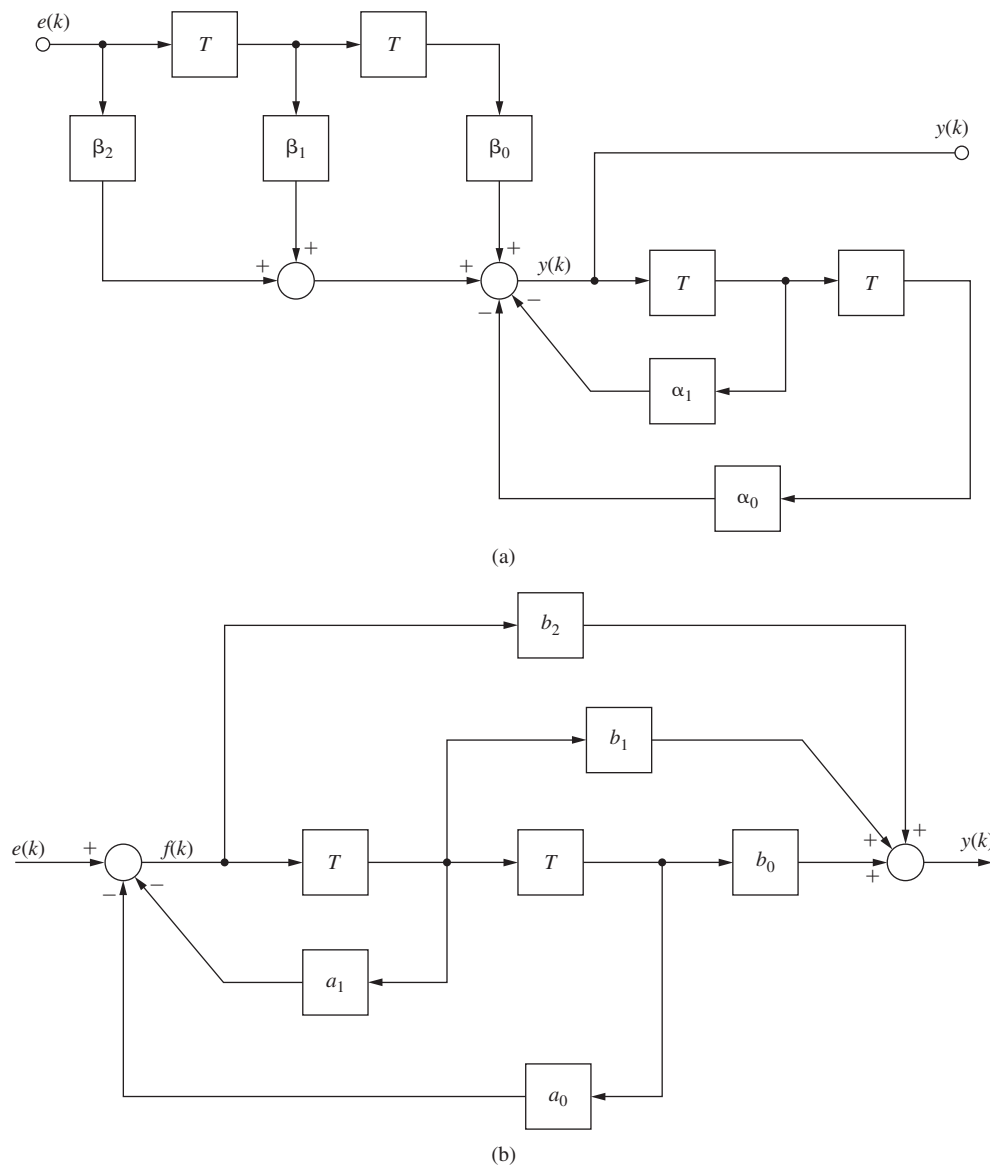 e(k)
T
T
β₂
β₁
β₀
y(k)
+
+
+
+
y(k)
T
T
−
−
α₁
α₀
(a)
b₂
b₁
e(k)
+
f(k)
T
T
b₀
+
+
+
y(k)
−
−
a₁
a₀
(b)